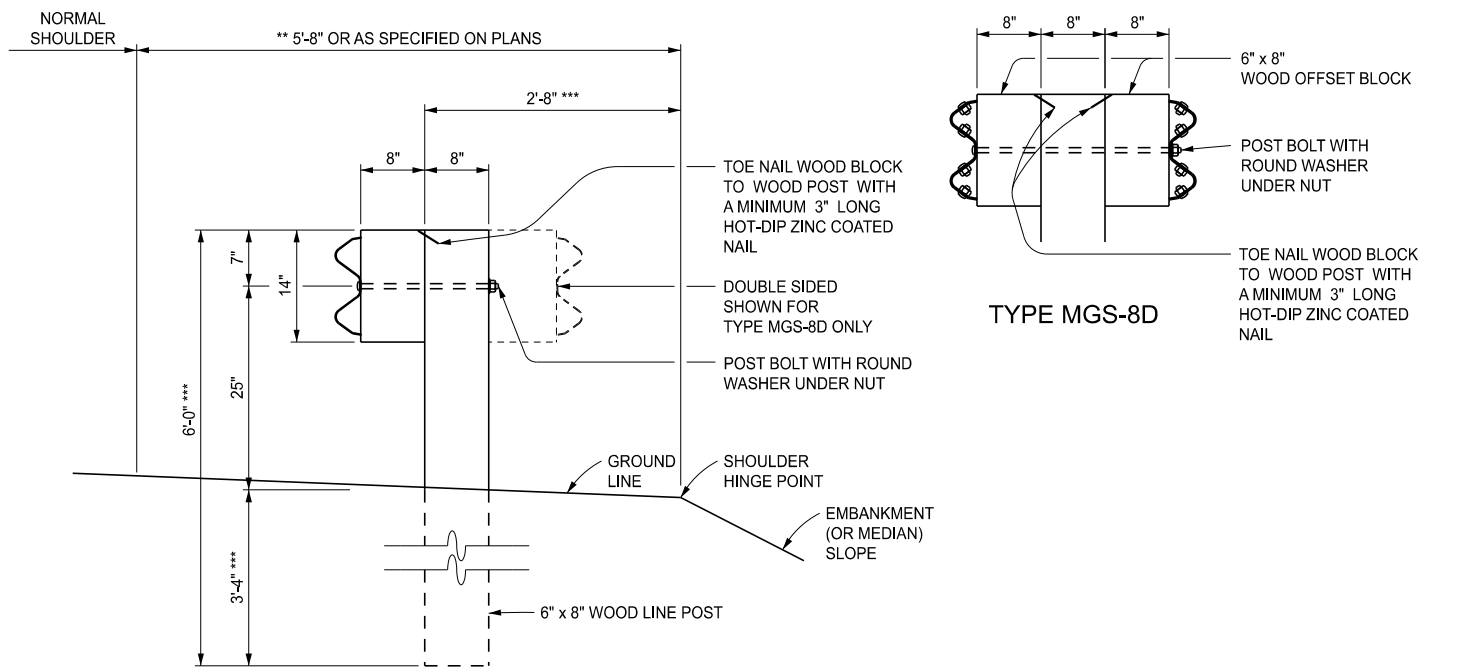 NORMAL
SHOULDER
** 5'-8" OR AS SPECIFIED ON PLANS
2'-8" ***
8"
8"
TOE NAIL WOOD BLOCK
TO WOOD POST WITH
A MINIMUM 3" LONG
HOT-DIP ZINC COATED
NAIL
7"
14"
25"
6'-0" ***
3'-4" ***
DOUBLE SIDED
SHOWN FOR
TYPE MGS-8D ONLY
POST BOLT WITH ROUND
WASHER UNDER NUT
GROUND
LINE
SHOULDER
HINGE POINT
EMBANKMENT
(OR MEDIAN)
SLOPE
6" x 8" WOOD LINE POST
8"
8"
8"
6" x 8"
WOOD OFFSET BLOCK
POST BOLT WITH
ROUND WASHER
UNDER NUT
TOE NAIL WOOD BLOCK
TO WOOD POST WITH
A MINIMUM 3" LONG
HOT-DIP ZINC COATED
NAIL
TYPE MGS-8D